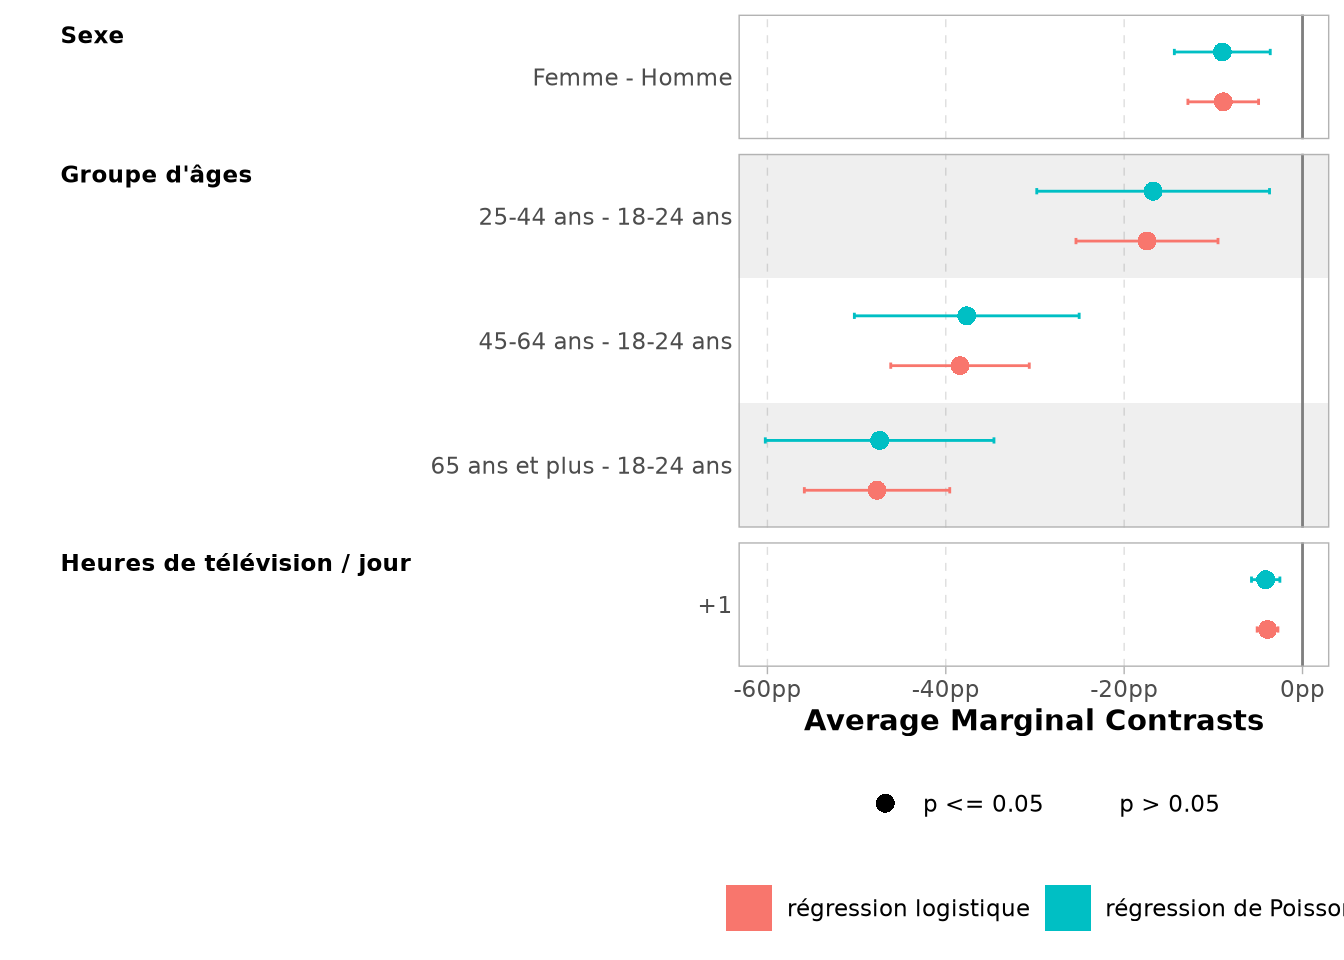 Sexe
Femme - Homme
Groupe d'âges
25-44 ans - 18-24 ans
45-64 ans - 18-24 ans
65 ans et plus - 18-24 ans
Heures de télévision / jour
+1
-60pp -40pp -20pp 0pp
Average Marginal Contrasts
p <= 0.05 p > 0.05
régression logistique régression de